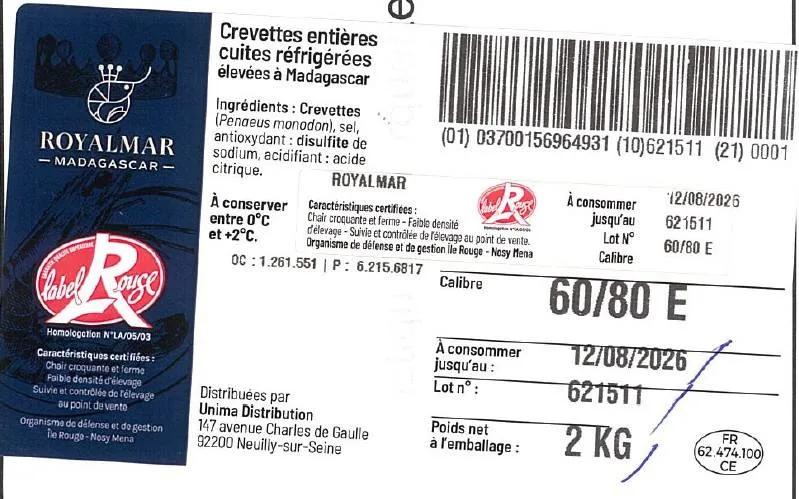 Crevettes entières
cuites réfrigérées
élevées à Madagascar
Ingrédients : Crevettes
(Penaeus monodon), sel,
antioxydant : disulfite de
sodium, acidifiant : acide
citrique.
À conserver
entre 0°C
et +2°C.
ROYALMAR
MADAGASCAR
Label Rouge
Homologation N°LA/05/03
Caractéristiques certifiées :
Chair croquante et ferme
Faible densité d'élevage
Suivie et contrôlée de l'élevage
au point de vente
Organisme de défense et de gestion
Île Rouge - Nosy Mena
(01) 03700156964931 (10)621511 (21) 0001
ROYALMAR
Caractéristiques certifiées :
Chair croquante et ferme - Faible densité
d'élevage - Suivie et contrôlée de l'élevage au point de vente.
Organisme de défense et de gestion Île Rouge - Nosy Mena
Label Rouge
À consommer
jusqu'au
12/08/2026
Lot N°
621511
Calibre
60/80 E
OC : 1.261.551 | P : 6.215.6817
Calibre
60/80 E
À consommer
jusqu'au :
12/08/2026
Lot n° :
621511
Poids net
à l'emballage :
2 KG
Distribuées par
Unima Distribution
147 avenue Charles de Gaulle
92200 Neuilly-sur-Seine
FR
62.474.100
CE